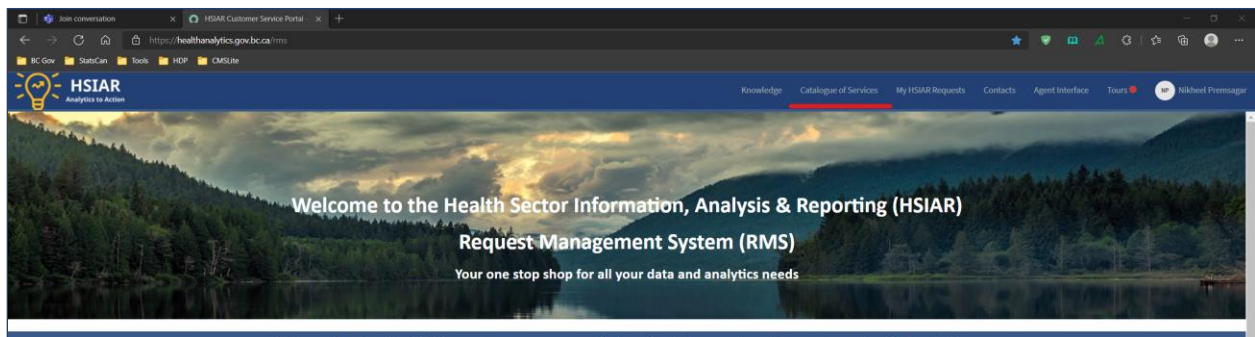 Join conversation
HSIAR Customer Service Portal -
https://healthanalytics.gov.bc.ca/rms
BC Gov StatsCan Tools HDP CMSLite
HSIAR
Analytics to Action
Knowledge Catalogue of Services My HSIAR Requests Contacts Agent Interface Tours NP Nikheel Premsagar
Welcome to the Health Sector Information, Analysis & Reporting (HSIAR)
Request Management System (RMS)
Your one stop shop for all your data and analytics needs